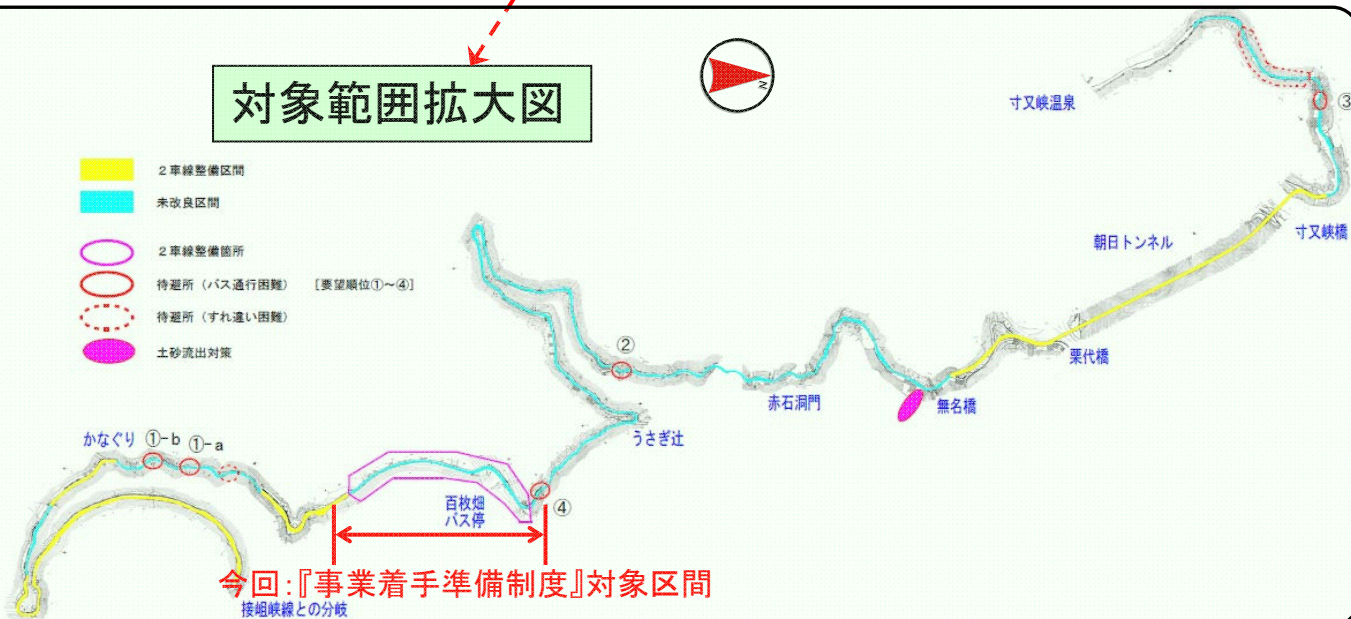 対象範囲拡大図
N
2車線整備区間
未改良区間
2車線整備箇所
待避所（バス通行困難） [要望順位①～④]
待避所（すれ違い困難）
土砂流出対策
寸又峡温泉
③
寸又峡橋
朝日トンネル
栗代橋
無名橋
赤石洞門
②
うさぎ辻
かなぐり
①-b
①-a
百枚畑
バス停
④
今回:『事業着手準備制度』対象区間
接岨峡線との分岐